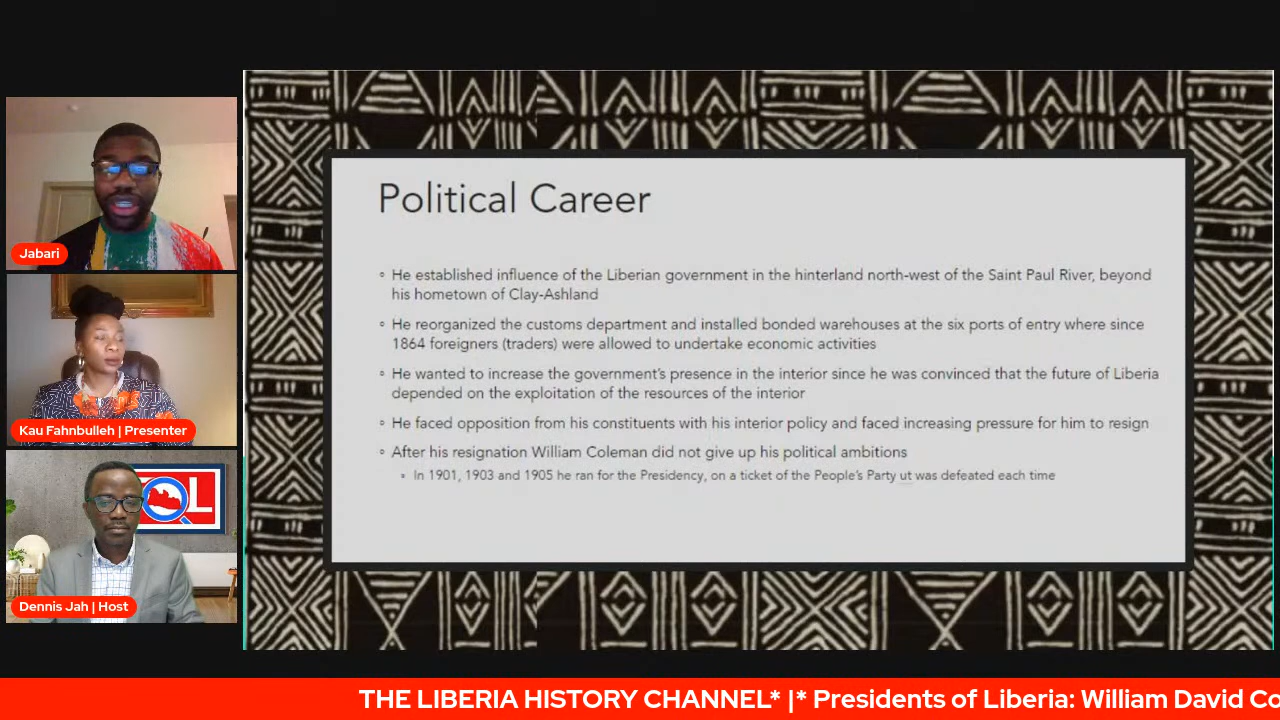 Jabari
Kau Fahnbulleh | Presenter
Dennis Jah | Host
Political Career
◦ He established influence of the Liberian government in the hinterland north-west of the Saint Paul River, beyond
his hometown of Clay-Ashland
◦ He reorganized the customs department and installed bonded warehouses at the six ports of entry where since
1864 foreigners (traders) were allowed to undertake economic activities
◦ He wanted to increase the government's presence in the interior since he was convinced that the future of Liberia
depended on the exploitation of the resources of the interior
◦ He faced opposition from his constituents with his interior policy and faced increasing pressure for him to resign
◦ After his resignation William Coleman did not give up his political ambitions
◦ In 1901, 1903 and 1905 he ran for the Presidency, on a ticket of the People's Party ut was defeated each time
THE LIBERIA HISTORY CHANNEL* |* Presidents of Liberia: William David Co